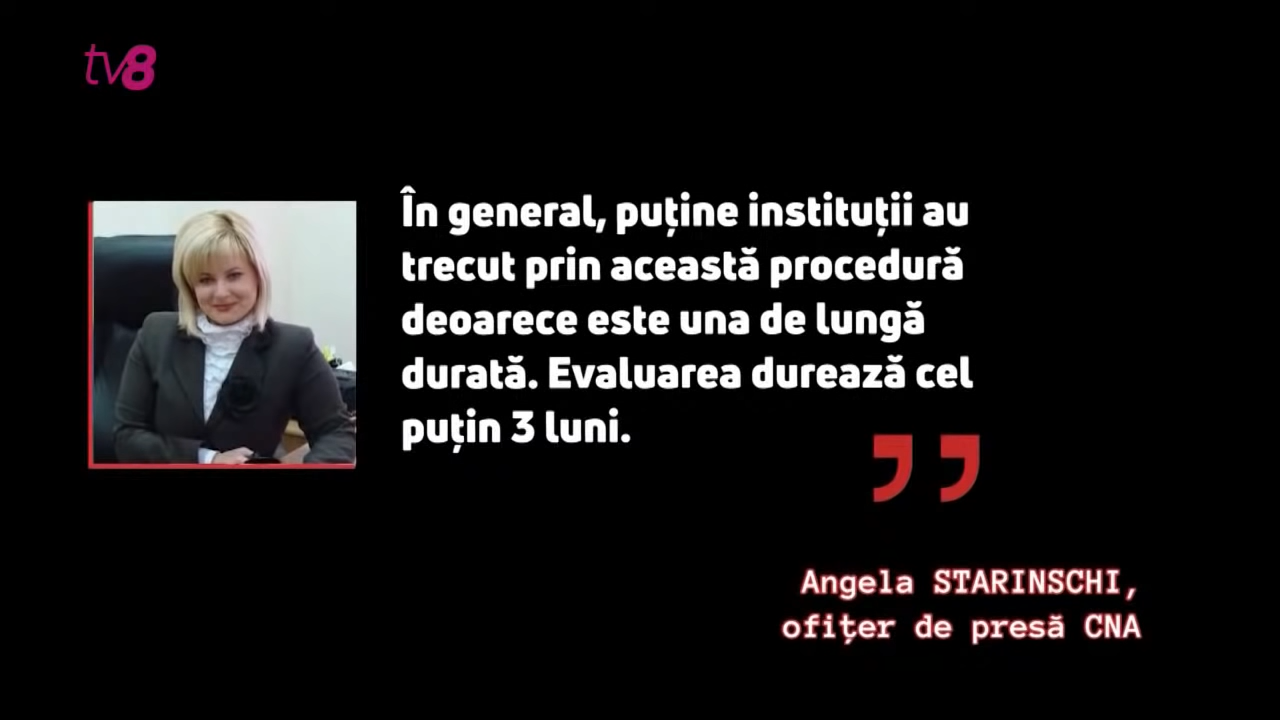 tv8
În general, puține instituții au
trecut prin această procedură
deoarece este una de lungă
durată. Evaluarea durează cel
puțin 3 luni.
”
Angela STARINSCHI,
ofițer de presă CNA